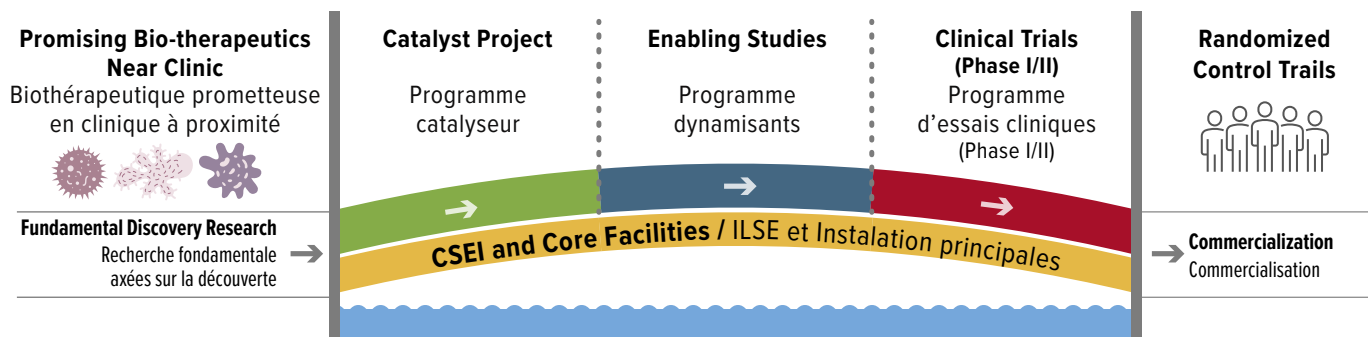 Promising Bio-therapeutics
Near Clinic
Biothérapeutique prometteuse
en clinique à proximité
Fundamental Discovery Research
Recherche fondamentale
axées sur la découverte
Catalyst Project
Programme
catalyseur
Enabling Studies
Programme
dynamisants
Clinical Trials
(Phase I/II)
Programme
d'essais cliniques
(Phase I/II)
CSEI and Core Facilities / ILSE et Instalation principales
Randomized
Control Trails
Commercialization
Commercialisation